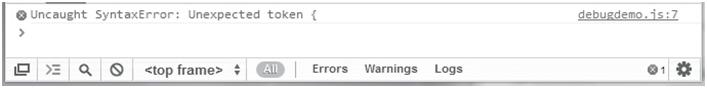 Uncaught SyntaxError: Unexpected token { debugdemo.js:7
>
<top frame> All Errors Warnings Logs 1